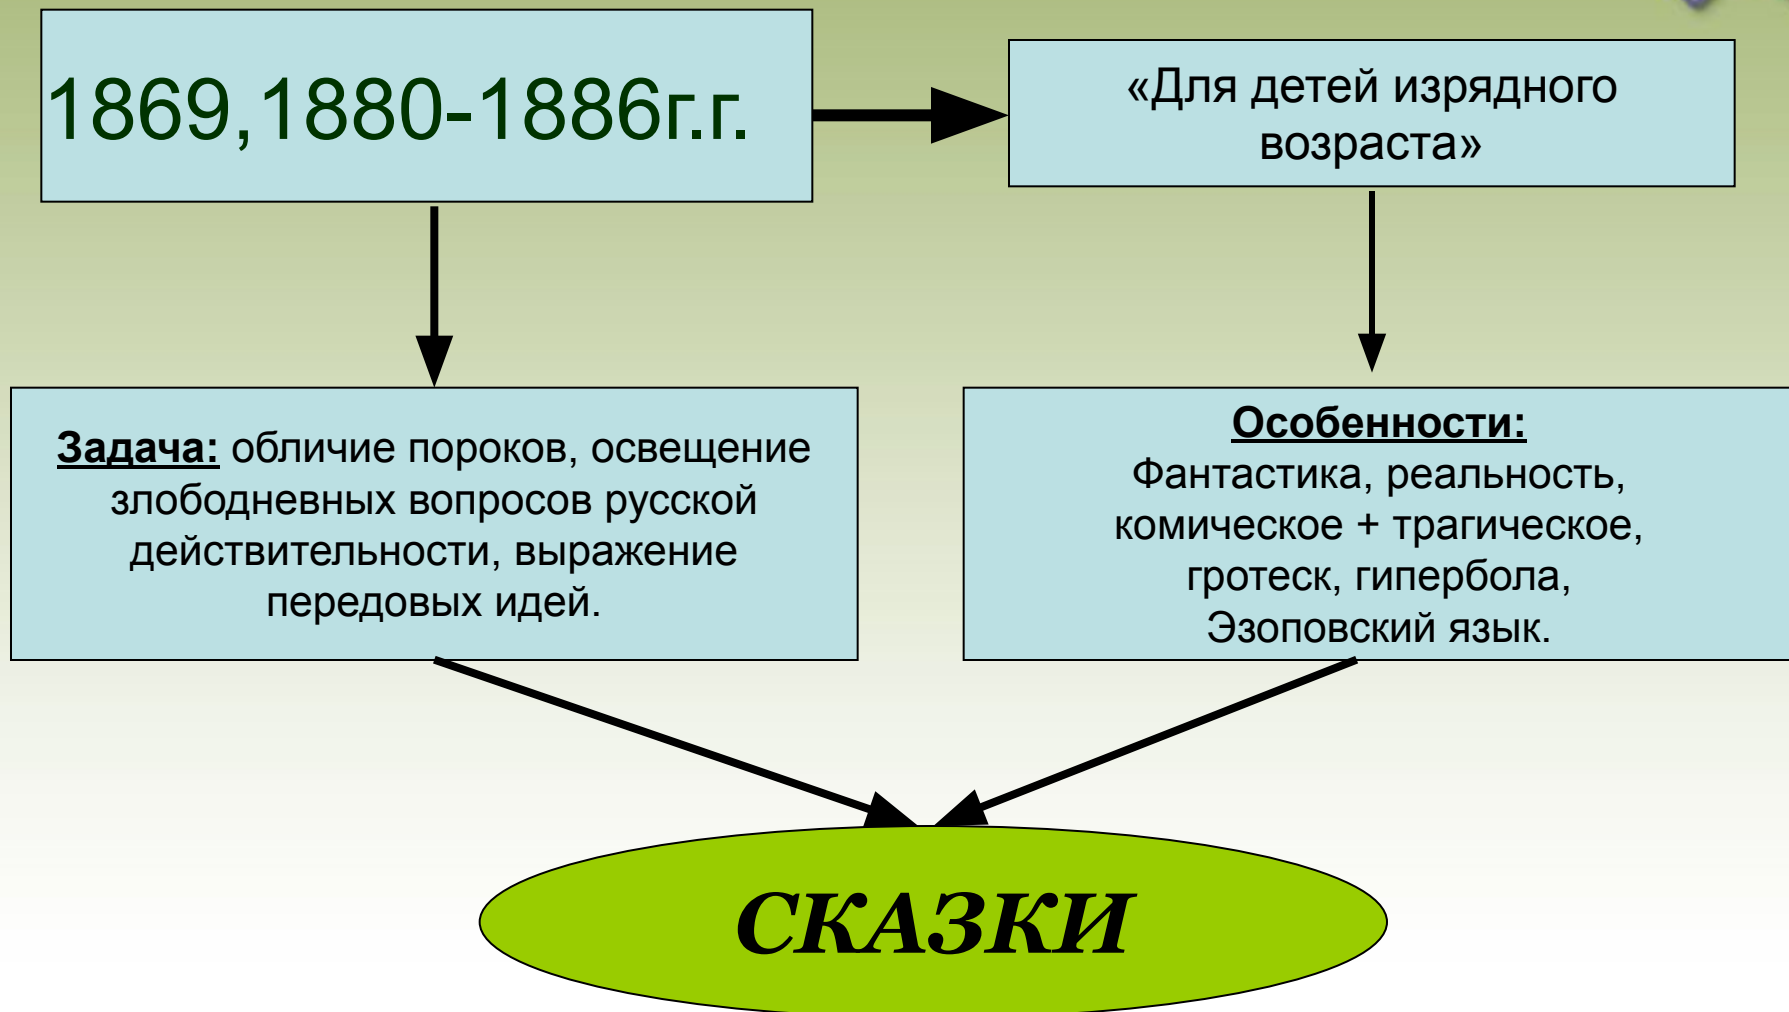 1869,1880-1886г.г.
«Для детей изрядного
возраста»
Задача: обличие пороков, освещение
злободневных вопросов русской
действительности, выражение
передовых идей.
Особенности:
Фантастика, реальность,
комическое + трагическое,
гротеск, гипербола,
Эзоповский язык.
СКАЗКИ